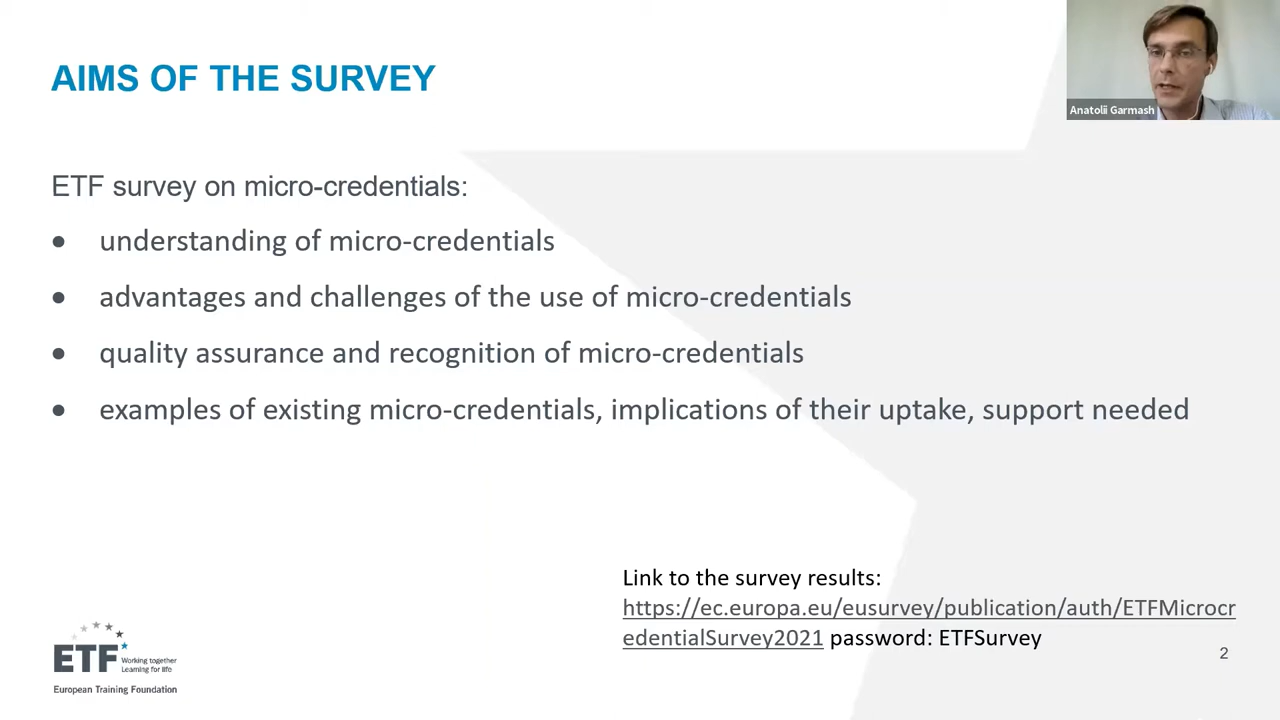 AIMS OF THE SURVEY
Anatolii Garmash
ETF survey on micro-credentials:
• understanding of micro-credentials
• advantages and challenges of the use of micro-credentials
• quality assurance and recognition of micro-credentials
• examples of existing micro-credentials, implications of their uptake, support needed
Link to the survey results:
https://ec.europa.eu/eusurvey/publication/auth/ETFMicrocr
edentialSurvey2021 password: ETFSurvey
2
ETF
Working together
Learning for life
European Training Foundation